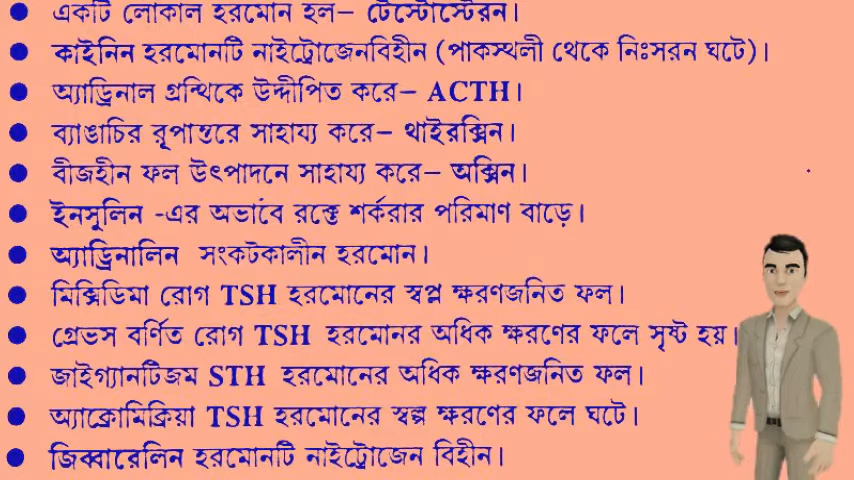 একটি লোকাল হরমোন হল– টেস্টোস্টেরন।
কাইনিন হরমোনটি নাইট্রোজেনবিহীন (পাকস্থলী থেকে নিঃসরন ঘটে)।
অ্যাড্রিনাল গ্রন্থিকে উদ্দীপিত করে– ACTH।
ব্যাঙাচির রূপান্তরে সাহায্য করে– থাইরক্সিন।
বীজহীন ফল উৎপাদনে সাহায্য করে– অক্সিন।
ইনসুলিন -এর অভাবে রক্তে শর্করার পরিমাণ বাড়ে।
অ্যাড্রিনালিন সংকটকালীন হরমোন।
মিক্সিডিমা রোগ TSH হরমোনের স্বপ্ল ক্ষরণজনিত ফল।
গ্রেভস বর্ণিত রোগ TSH হরমোনর অধিক ক্ষরণের ফলে সৃষ্ট হয়।
জাইগ্যানটিজম STH হরমোনের অধিক ক্ষরণজনিত ফল।
অ্যাক্রোমিক্রিয়া TSH হরমোনের স্বল্প ক্ষরণের ফলে ঘটে।
জিব্বারেলিন হরমোনটি নাইট্রোজেন বিহীন।